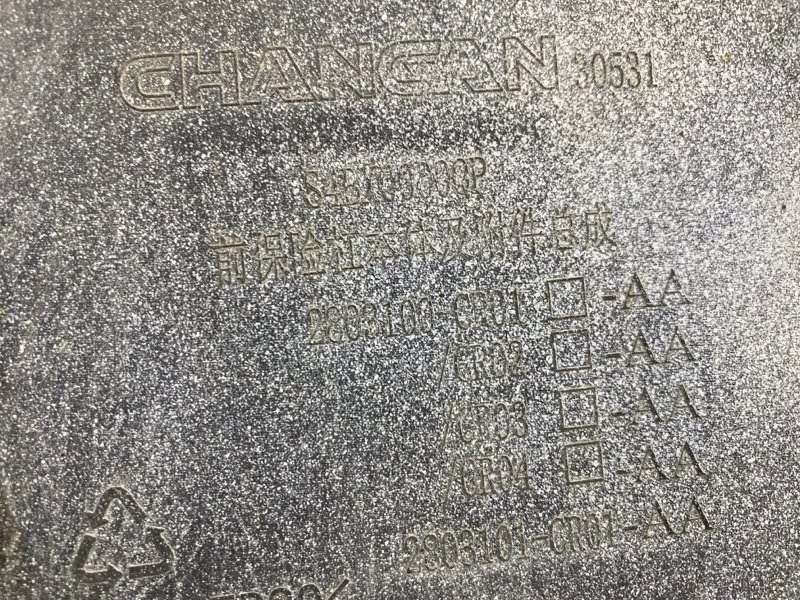 CHANGAN 30531
前保险杠本体及附件总成
2803100-CR01 □-AA
/CR02 □-AA
/CR03 □-AA
/CR04 □-AA
2803101-CR01-AA